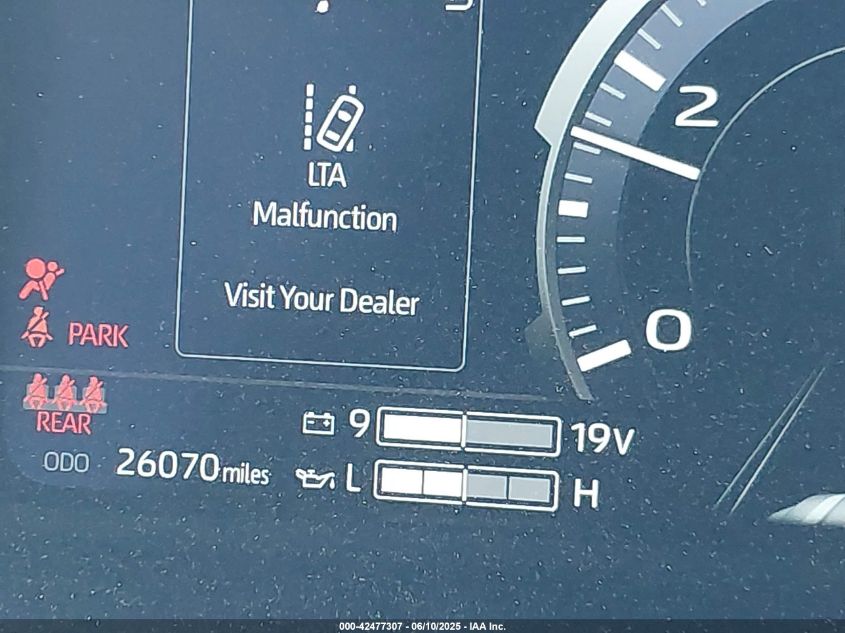 LTA
Malfunction
Visit Your Dealer
PARK
REAR
ODO 26070 miles
9 19V
L H
2
0
000-42477307 - 06/10/2025 - IAA Inc.